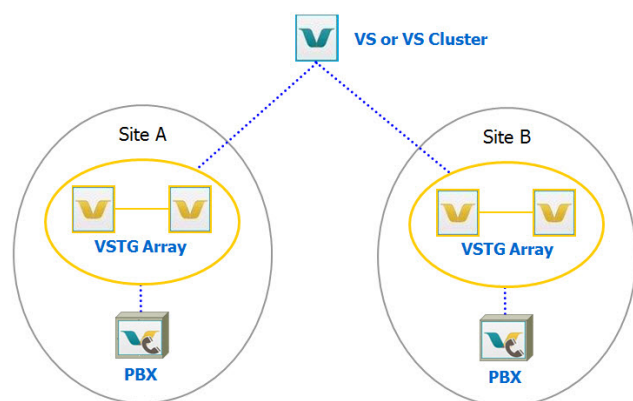 VS or VS Cluster
Site A
Site B
VSTG Array
VSTG Array
PBX
PBX